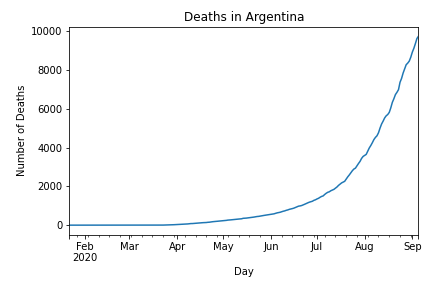 Deaths in Argentina
Number of Deaths
10000
8000
6000
4000
2000
0
Feb Mar Apr May Jun Jul Aug Sep
2020
Day